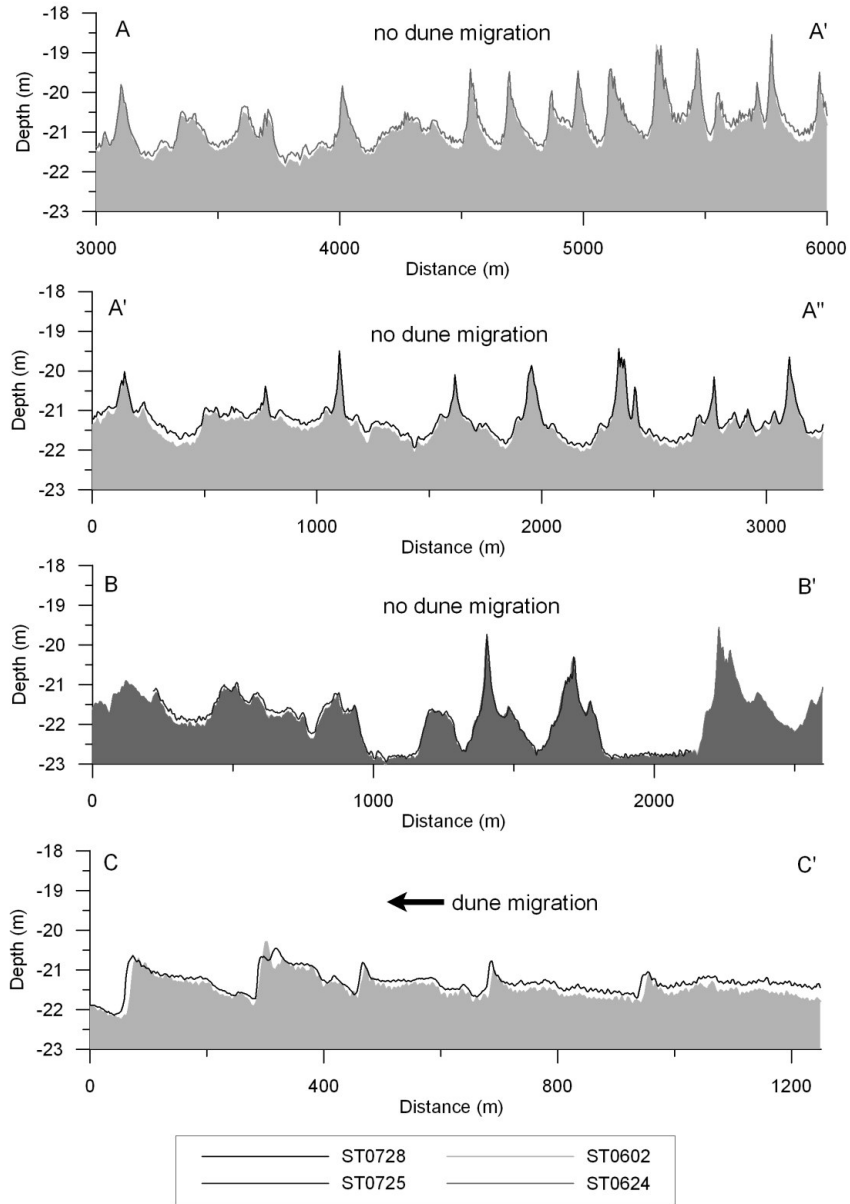 A no dune migration A'
-18
-19
-20
-21
-22
-23
Depth (m)
3000 4000 5000 6000
Distance (m)
A' A''
no dune migration
-18
-19
-20
-21
-22
-23
Depth (m)
0 1000 2000 3000
Distance (m)
B B'
no dune migration
-18
-19
-20
-21
-22
-23
Depth (m)
0 1000 2000
Distance (m)
C C'
dune migration
-18
-19
-20
-21
-22
-23
Depth (m)
0 400 800 1200
Distance (m)
ST0728 ST0602
ST0725 ST0624